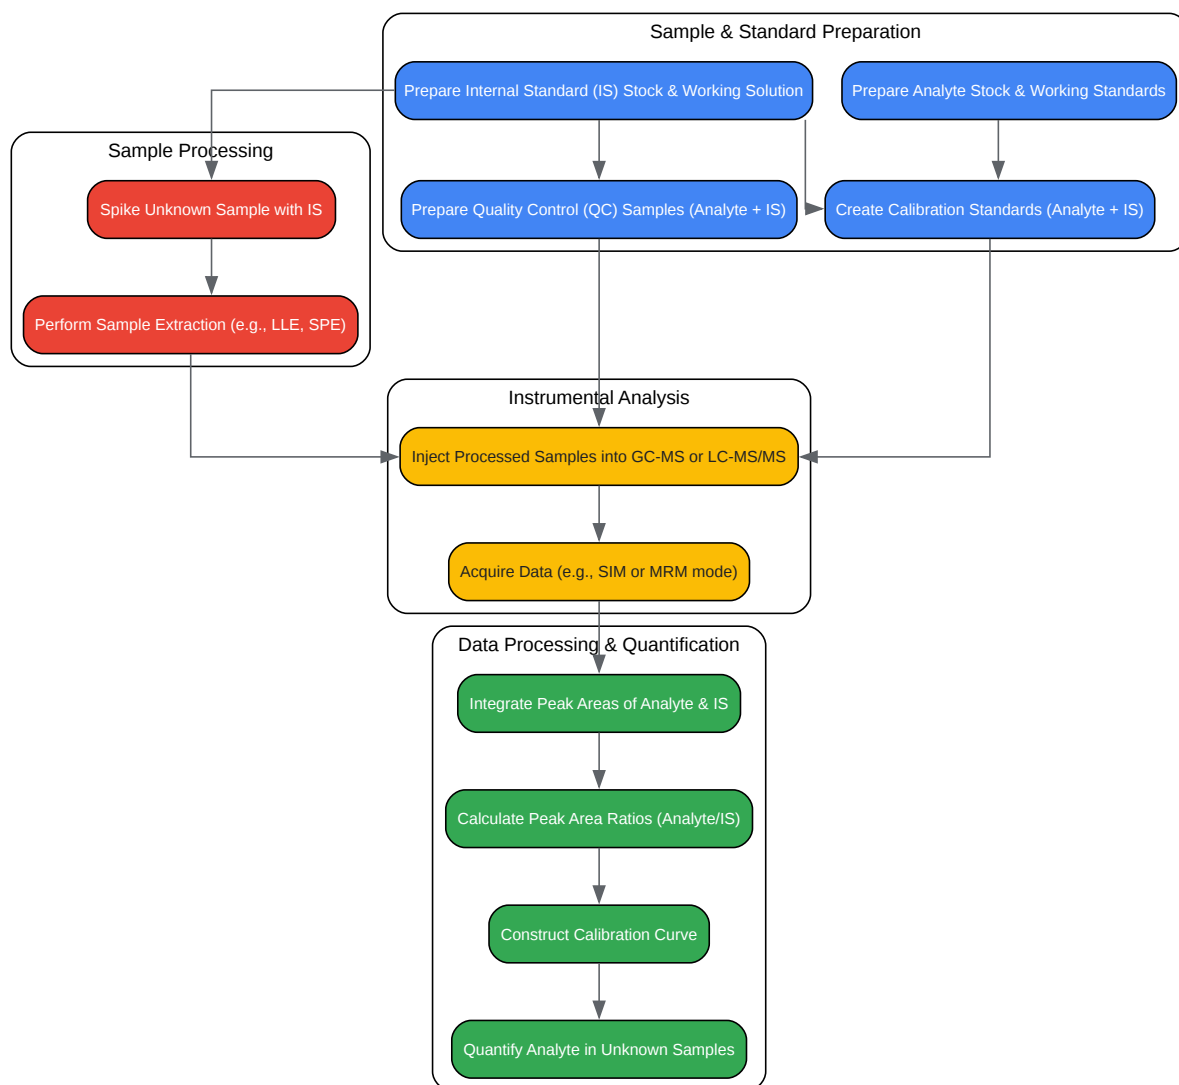 Sample & Standard Preparation
Prepare Internal Standard (IS) Stock & Working Solution
Prepare Analyte Stock & Working Standards
Sample Processing
Spike Unknown Sample with IS
Prepare Quality Control (QC) Samples (Analyte + IS)
Create Calibration Standards (Analyte + IS)
Perform Sample Extraction (e.g., LLE, SPE)
Instrumental Analysis
Inject Processed Samples into GC-MS or LC-MS/MS
Acquire Data (e.g., SIM or MRM mode)
Data Processing & Quantification
Integrate Peak Areas of Analyte & IS
Calculate Peak Area Ratios (Analyte/IS)
Construct Calibration Curve
Quantify Analyte in Unknown Samples